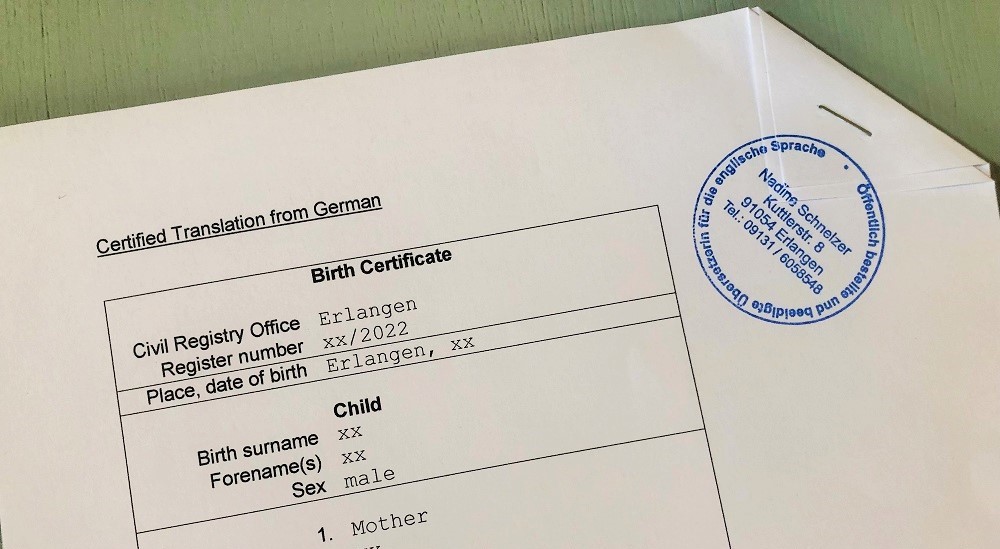 Certified Translation from German
Birth Certificate
Civil Registry Office Erlangen
Register number xx/2022
Place, date of birth Erlangen, xx
Child
Birth surname xx
Forename(s) xx
Sex male
1. Mother
Öffentlich bestellte und beeidigte Übersetzerin für die englische Sprache
Nadine Schnelzer
Kuttlerstr. 8
91054 Erlangen
Tel.: 09131 / 6058548